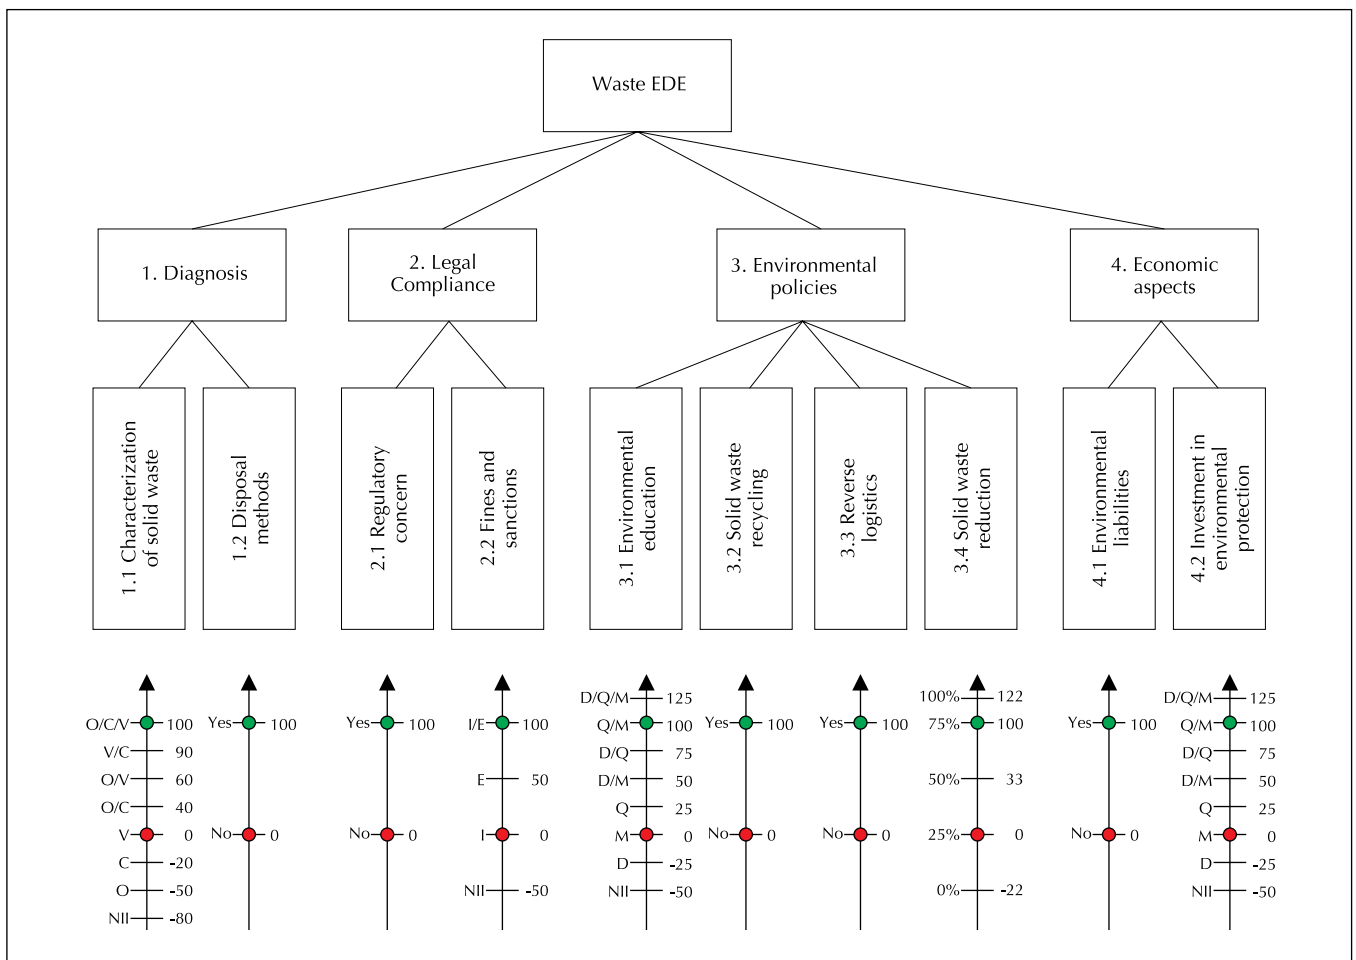 Waste EDE
1. Diagnosis
2. Legal
Compliance
3. Environmental
policies
4. Economic
aspects
1.1 Characterization
of solid waste
1.2 Disposal
methods
2.1 Regulatory
concern
2.2 Fines and
sanctions
3.1 Environmental
education
3.2 Solid waste
recycling
3.3 Reverse
logistics
3.4 Solid waste
reduction
4.1 Environmental
liabilities
4.2 Investment in
environmental
protection
O/C/V 100
V/C 90
O/V 60
O/C 40
V 0
C -20
O -50
NII -80
Yes 100
No 0
Yes 100
No 0
I/E 100
E 50
I 0
NII -50
D/Q/M 125
Q/M 100
D/Q 75
D/M 50
Q 25
M 0
D -25
NII -50
Yes 100
No 0
Yes 100
No 0
100% 122
75% 100
50% 33
25% 0
0% -22
Yes 100
No 0
D/Q/M 125
Q/M 100
D/Q 75
D/M 50
Q 25
M 0
D -25
NII -50